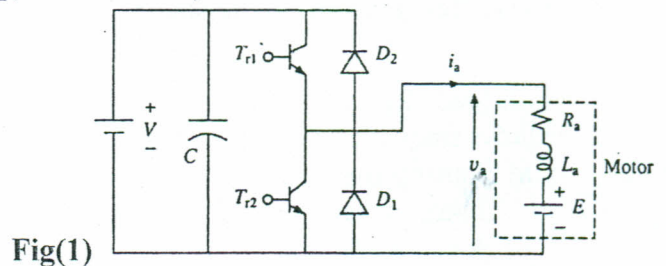 Tr1
D2
ia
+
V
−
C
Ra
va
La
Motor
Tr2
D1
+
E
−
Fig(1)